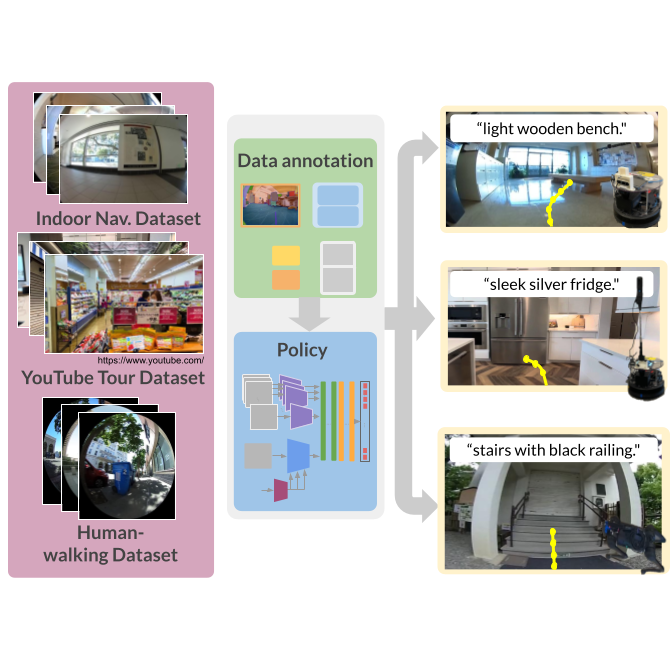 Indoor Nav. Dataset
https://www.youtube.com/
YouTube Tour Dataset
Human-
walking Dataset
Data annotation
Policy
“light wooden bench."
“sleek silver fridge."
“stairs with black railing."